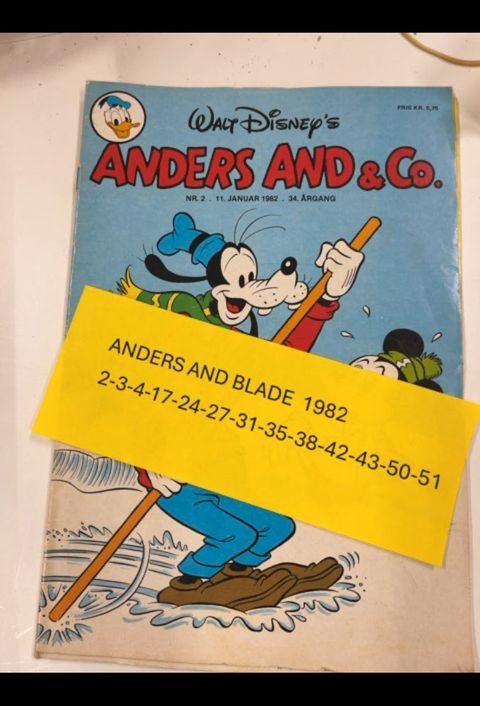 PRIS KR. 6,75
WALT DISNEY'S
ANDERS AND & CO.
NR. 2 . 11. JANUAR 1982 . 34. ÅRGANG
ANDERS AND BLADE 1982
2-3-4-17-24-27-31-35-38-42-43-50-51